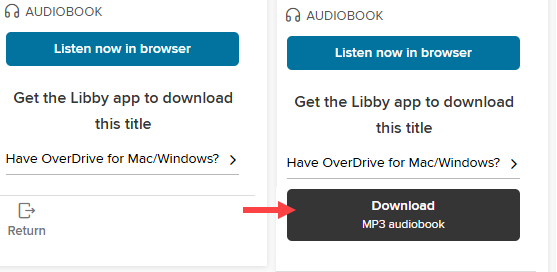 AUDIOBOOK
Listen now in browser
Get the Libby app to download
this title
Have OverDrive for Mac/Windows?
Return
AUDIOBOOK
Listen now in browser
Get the Libby app to download
this title
Have OverDrive for Mac/Windows?
Download
MP3 audiobook